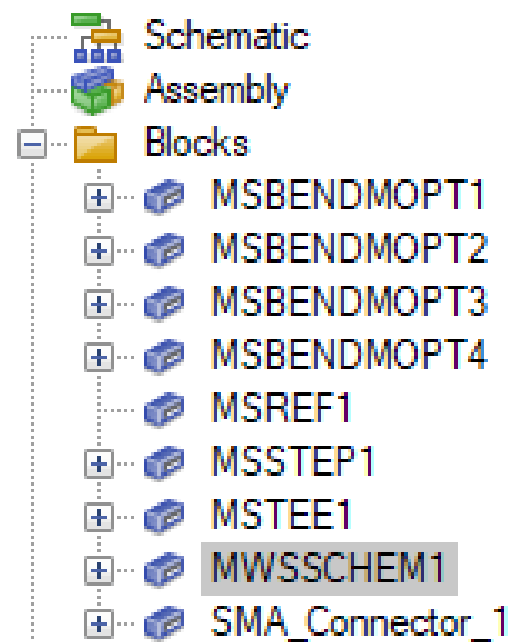 Schematic
Assembly
Blocks
MSBENDMOPT1
MSBENDMOPT2
MSBENDMOPT3
MSBENDMOPT4
MSREF1
MSSTEP1
MSTEE1
MWSSCHEM1
SMA_Connector_1